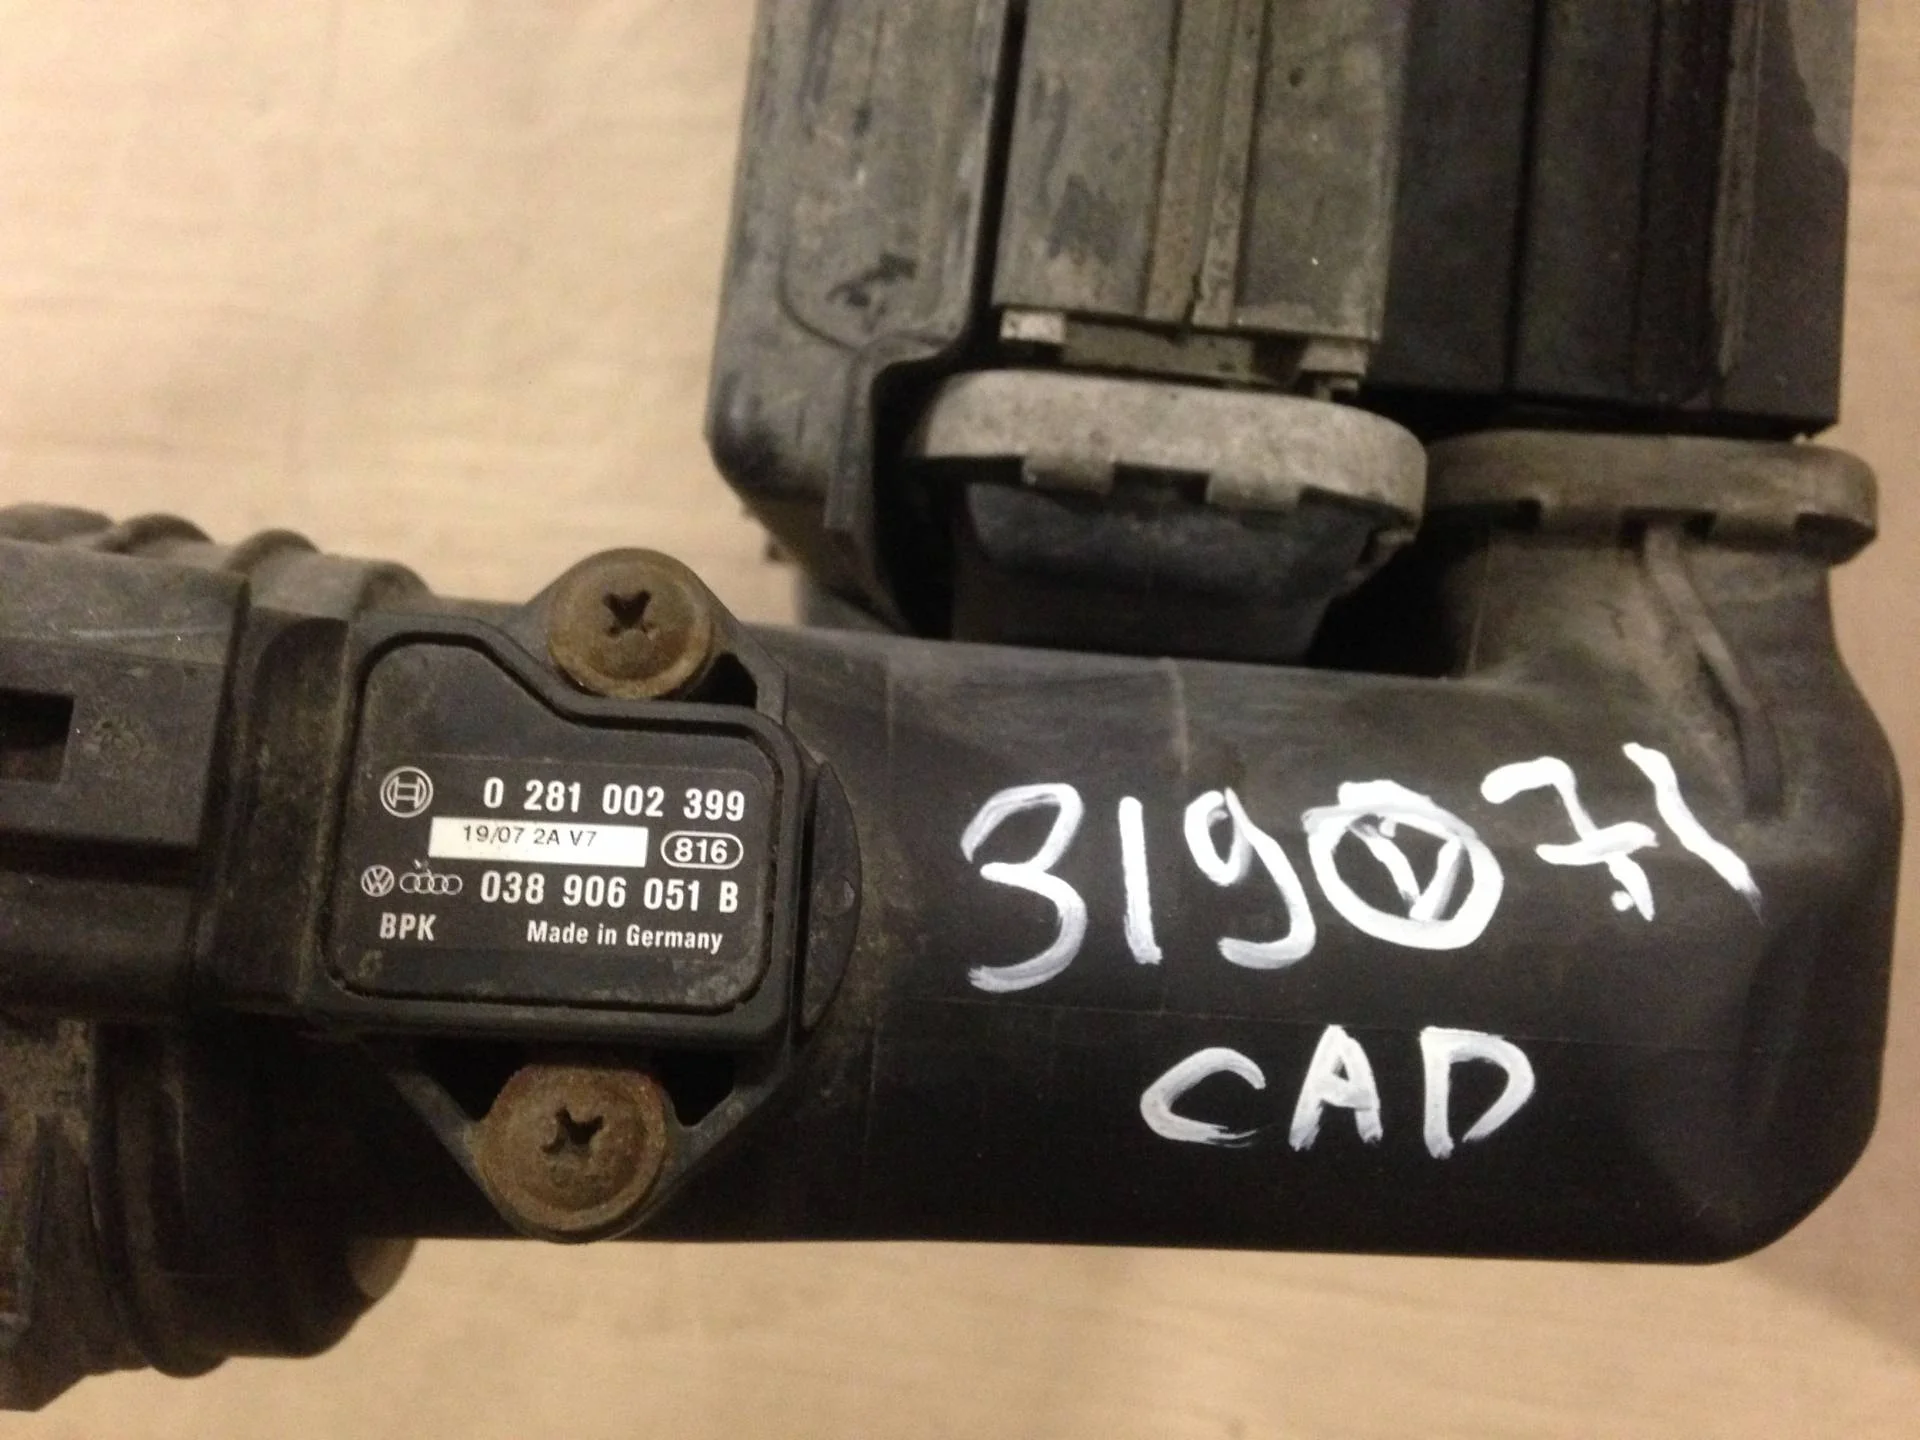 0 281 002 399
19/07 2A V7
816
038 906 051 B
BPK
Made in Germany
319071
CAD